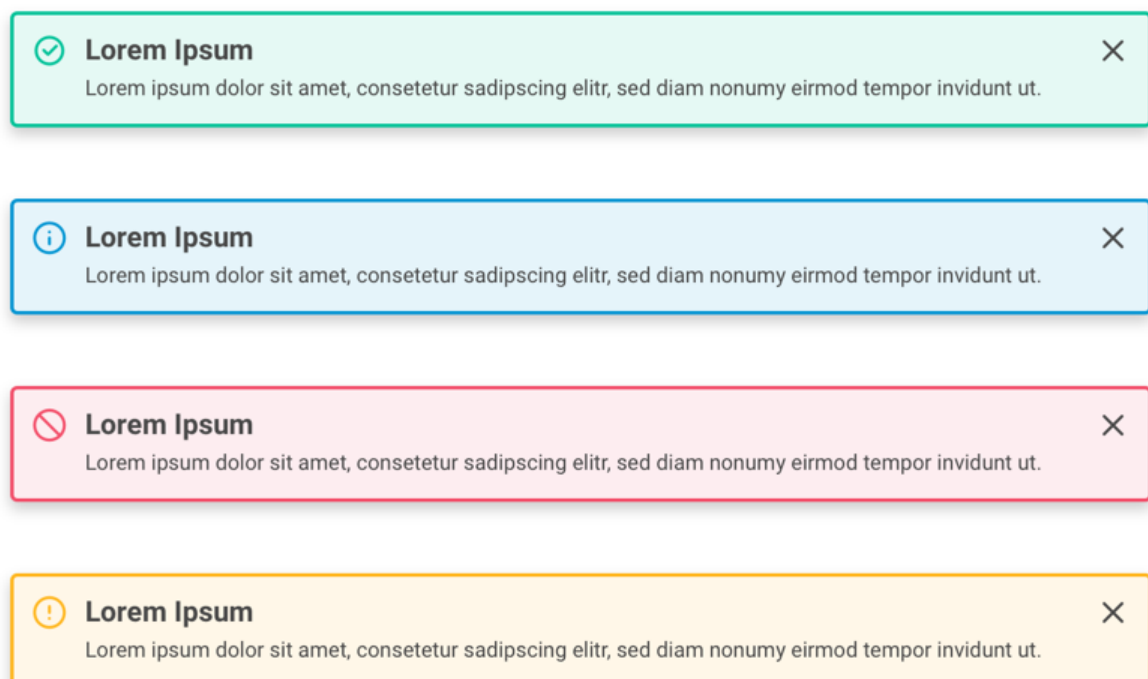 Lorem Ipsum
Lorem ipsum dolor sit amet, consetetur sadipscing elitr, sed diam nonumy eirmod tempor invidunt ut.
Lorem Ipsum
Lorem ipsum dolor sit amet, consetetur sadipscing elitr, sed diam nonumy eirmod tempor invidunt ut.
Lorem Ipsum
Lorem ipsum dolor sit amet, consetetur sadipscing elitr, sed diam nonumy eirmod tempor invidunt ut.
Lorem Ipsum
Lorem ipsum dolor sit amet, consetetur sadipscing elitr, sed diam nonumy eirmod tempor invidunt ut.